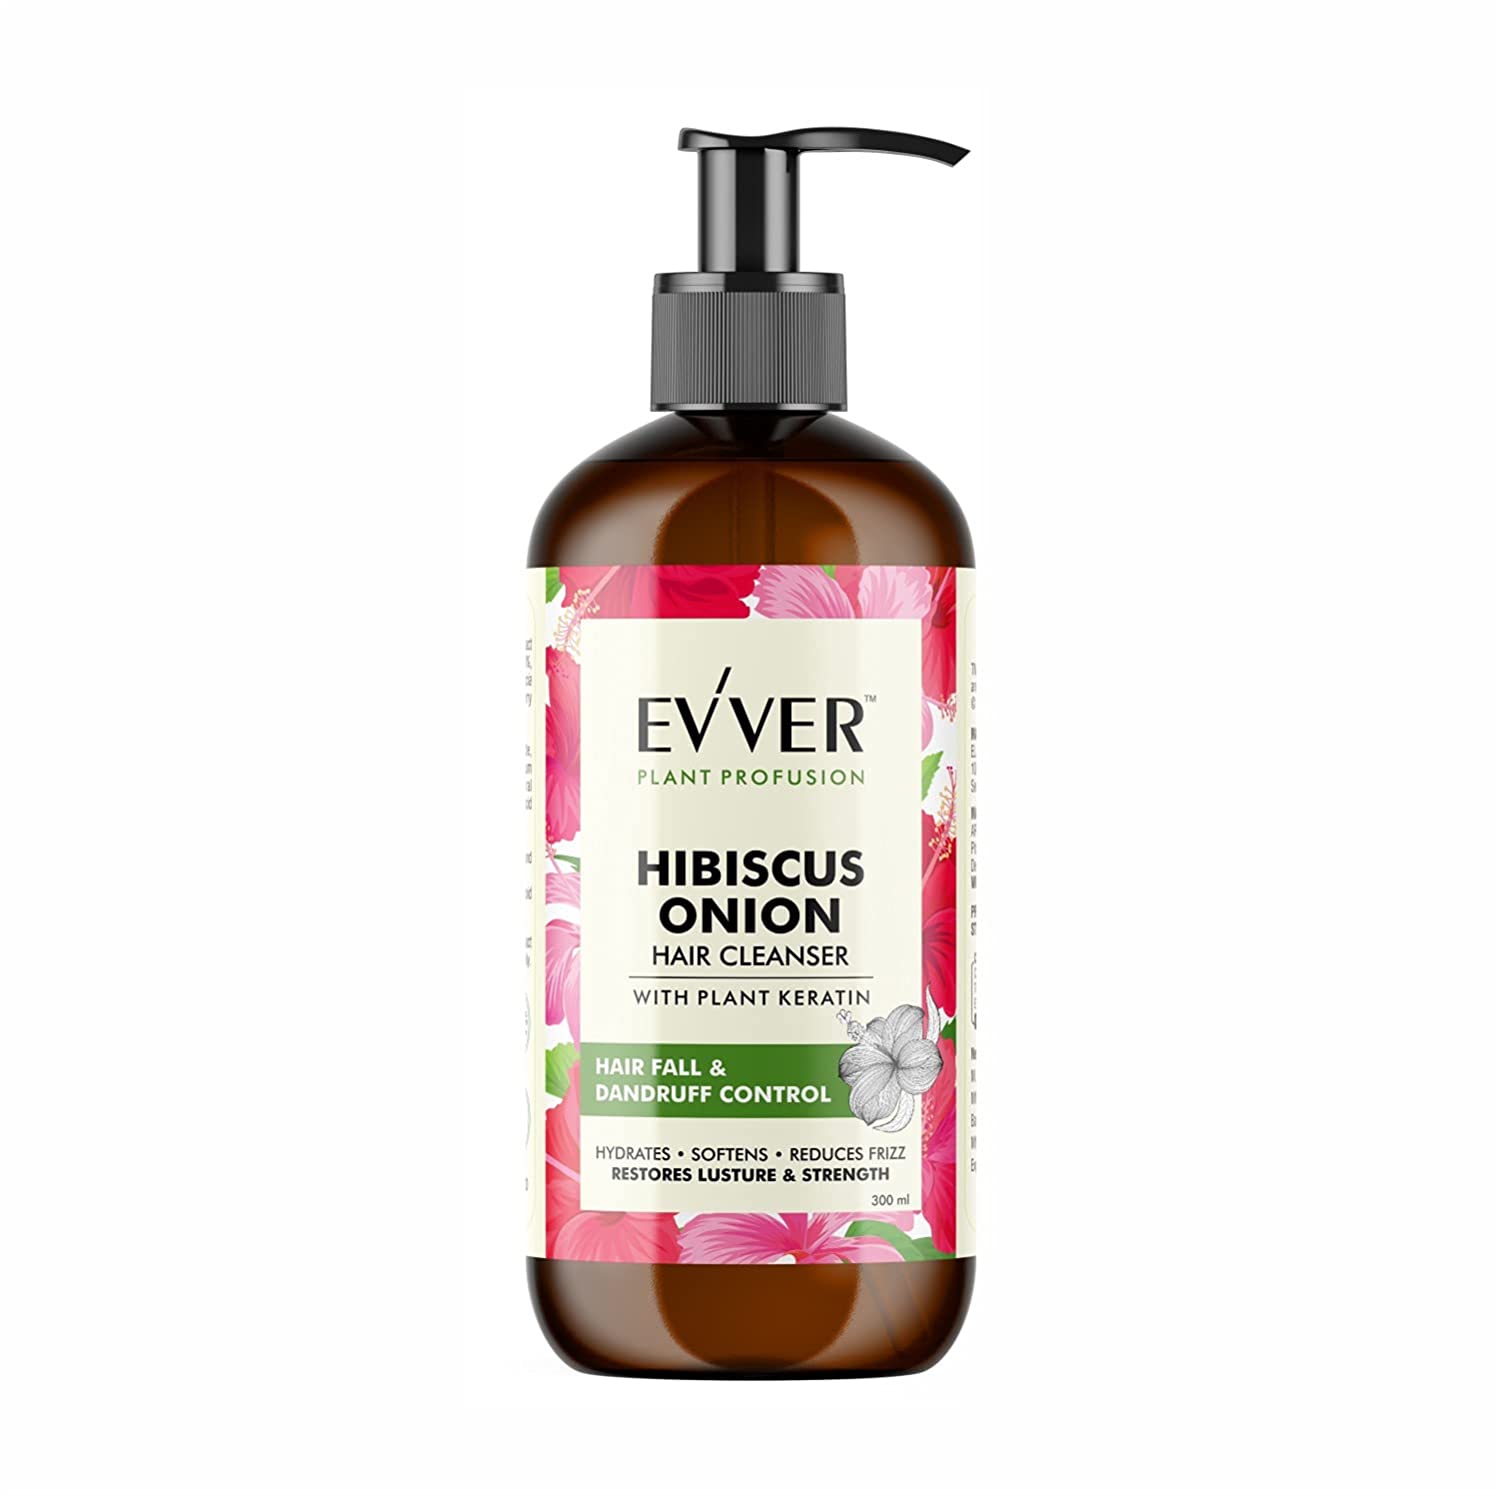 EVVER™
PLANT PROFUSION
HIBISCUS
ONION
HAIR CLEANSER
WITH PLANT KERATIN
HAIR FALL &
DANDRUFF CONTROL
HYDRATES • SOFTENS • REDUCES FRIZZ
RESTORES LUSTURE & STRENGTH
300 ml